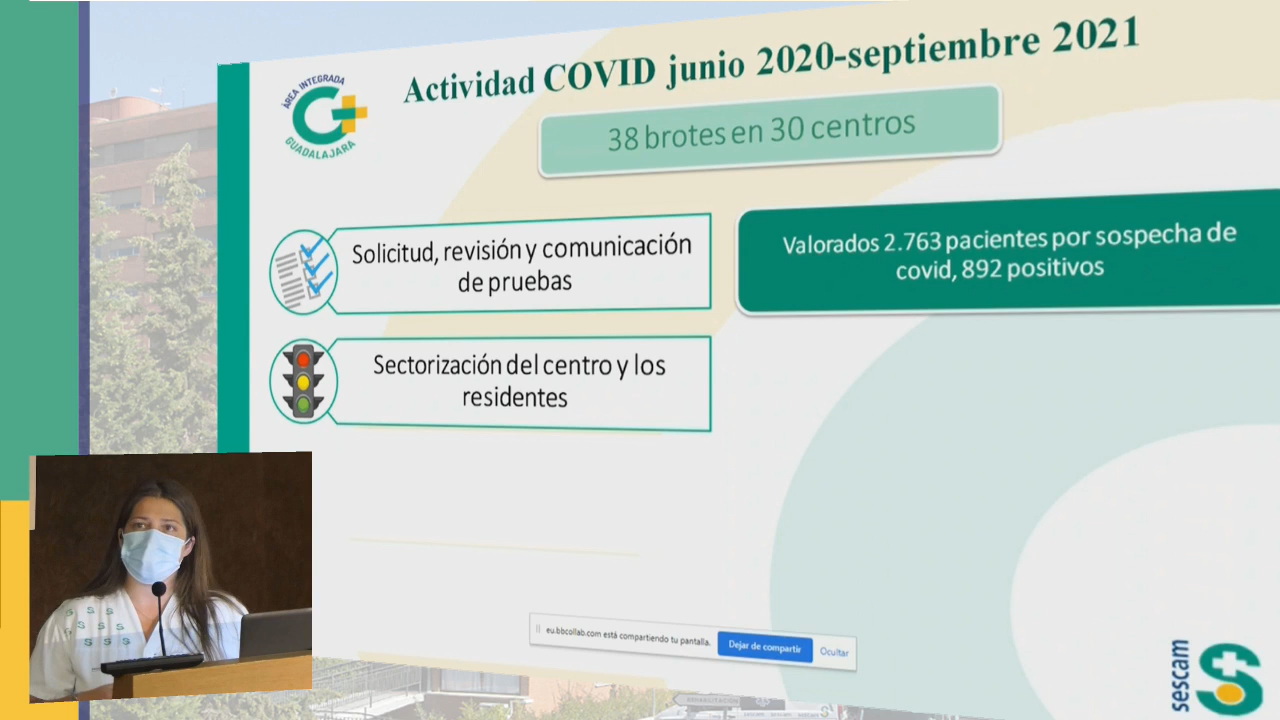 Actividad COVID junio 2020-septiembre 2021
ÁREA INTEGRADA
GUADALAJARA
38 brotes en 30 centros
Solicitud, revisión y comunicación
de pruebas
Valorados 2.763 pacientes por sospecha de
covid, 892 positivos
Sectorización del centro y los
residentes
eu.bbcollab.com está compartiendo tu pantalla.
Dejar de compartir
Ocultar
sescam